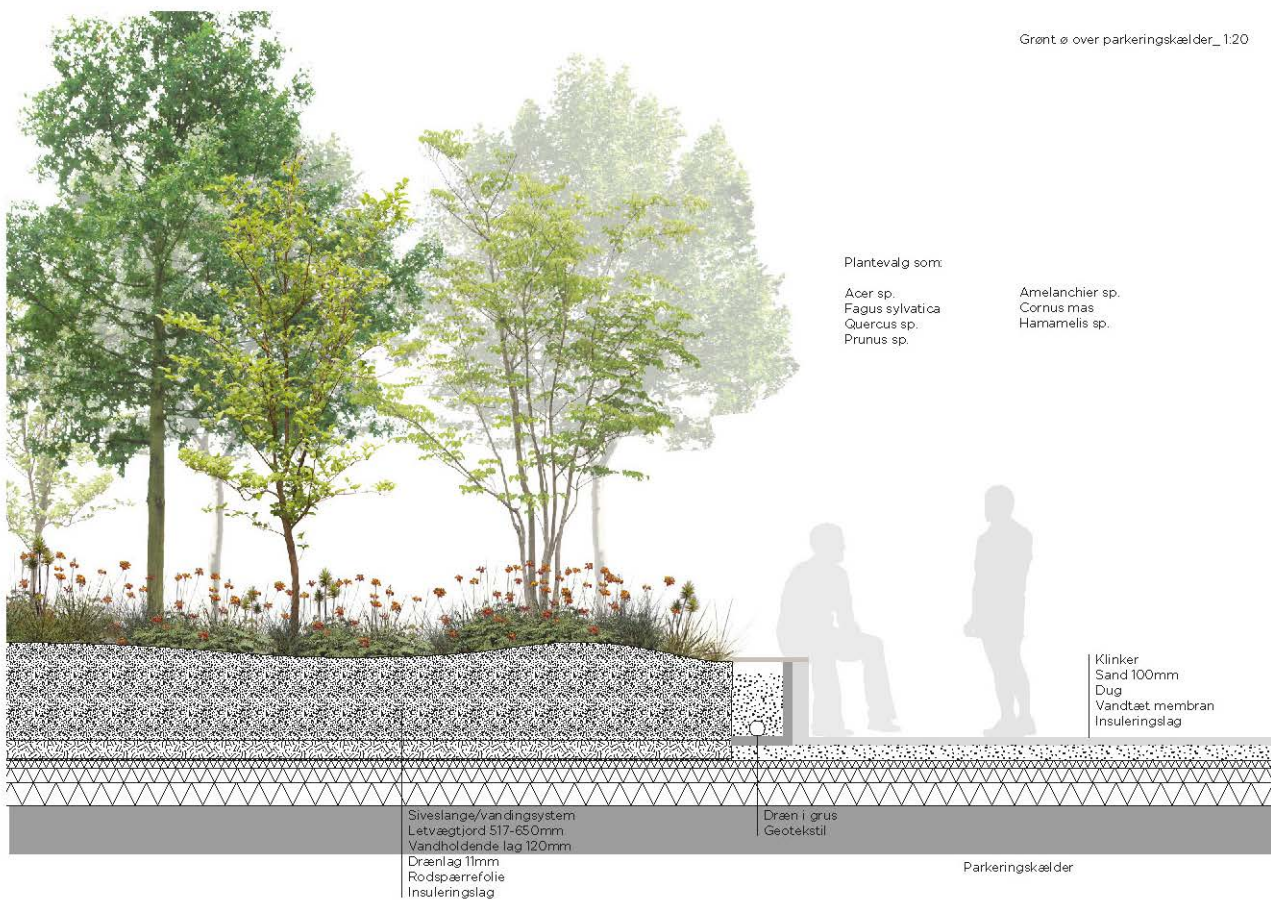 Grønt ø over parkeringskælder_ 1:20
Plantevalg som:
Acer sp.
Fagus sylvatica
Quercus sp.
Prunus sp.
Amelanchier sp.
Cornus mas
Hamamelis sp.
Klinker
Sand 100mm
Dug
Vandtæt membran
Insuleringslag
Siveslange/vandingsystem
Letvægtjord 517-650mm
Vandholdende lag 120mm
Drænlag 11mm
Rodspærrefolie
Insuleringslag
Dræn i grus
Geotekstil
Parkeringskælder